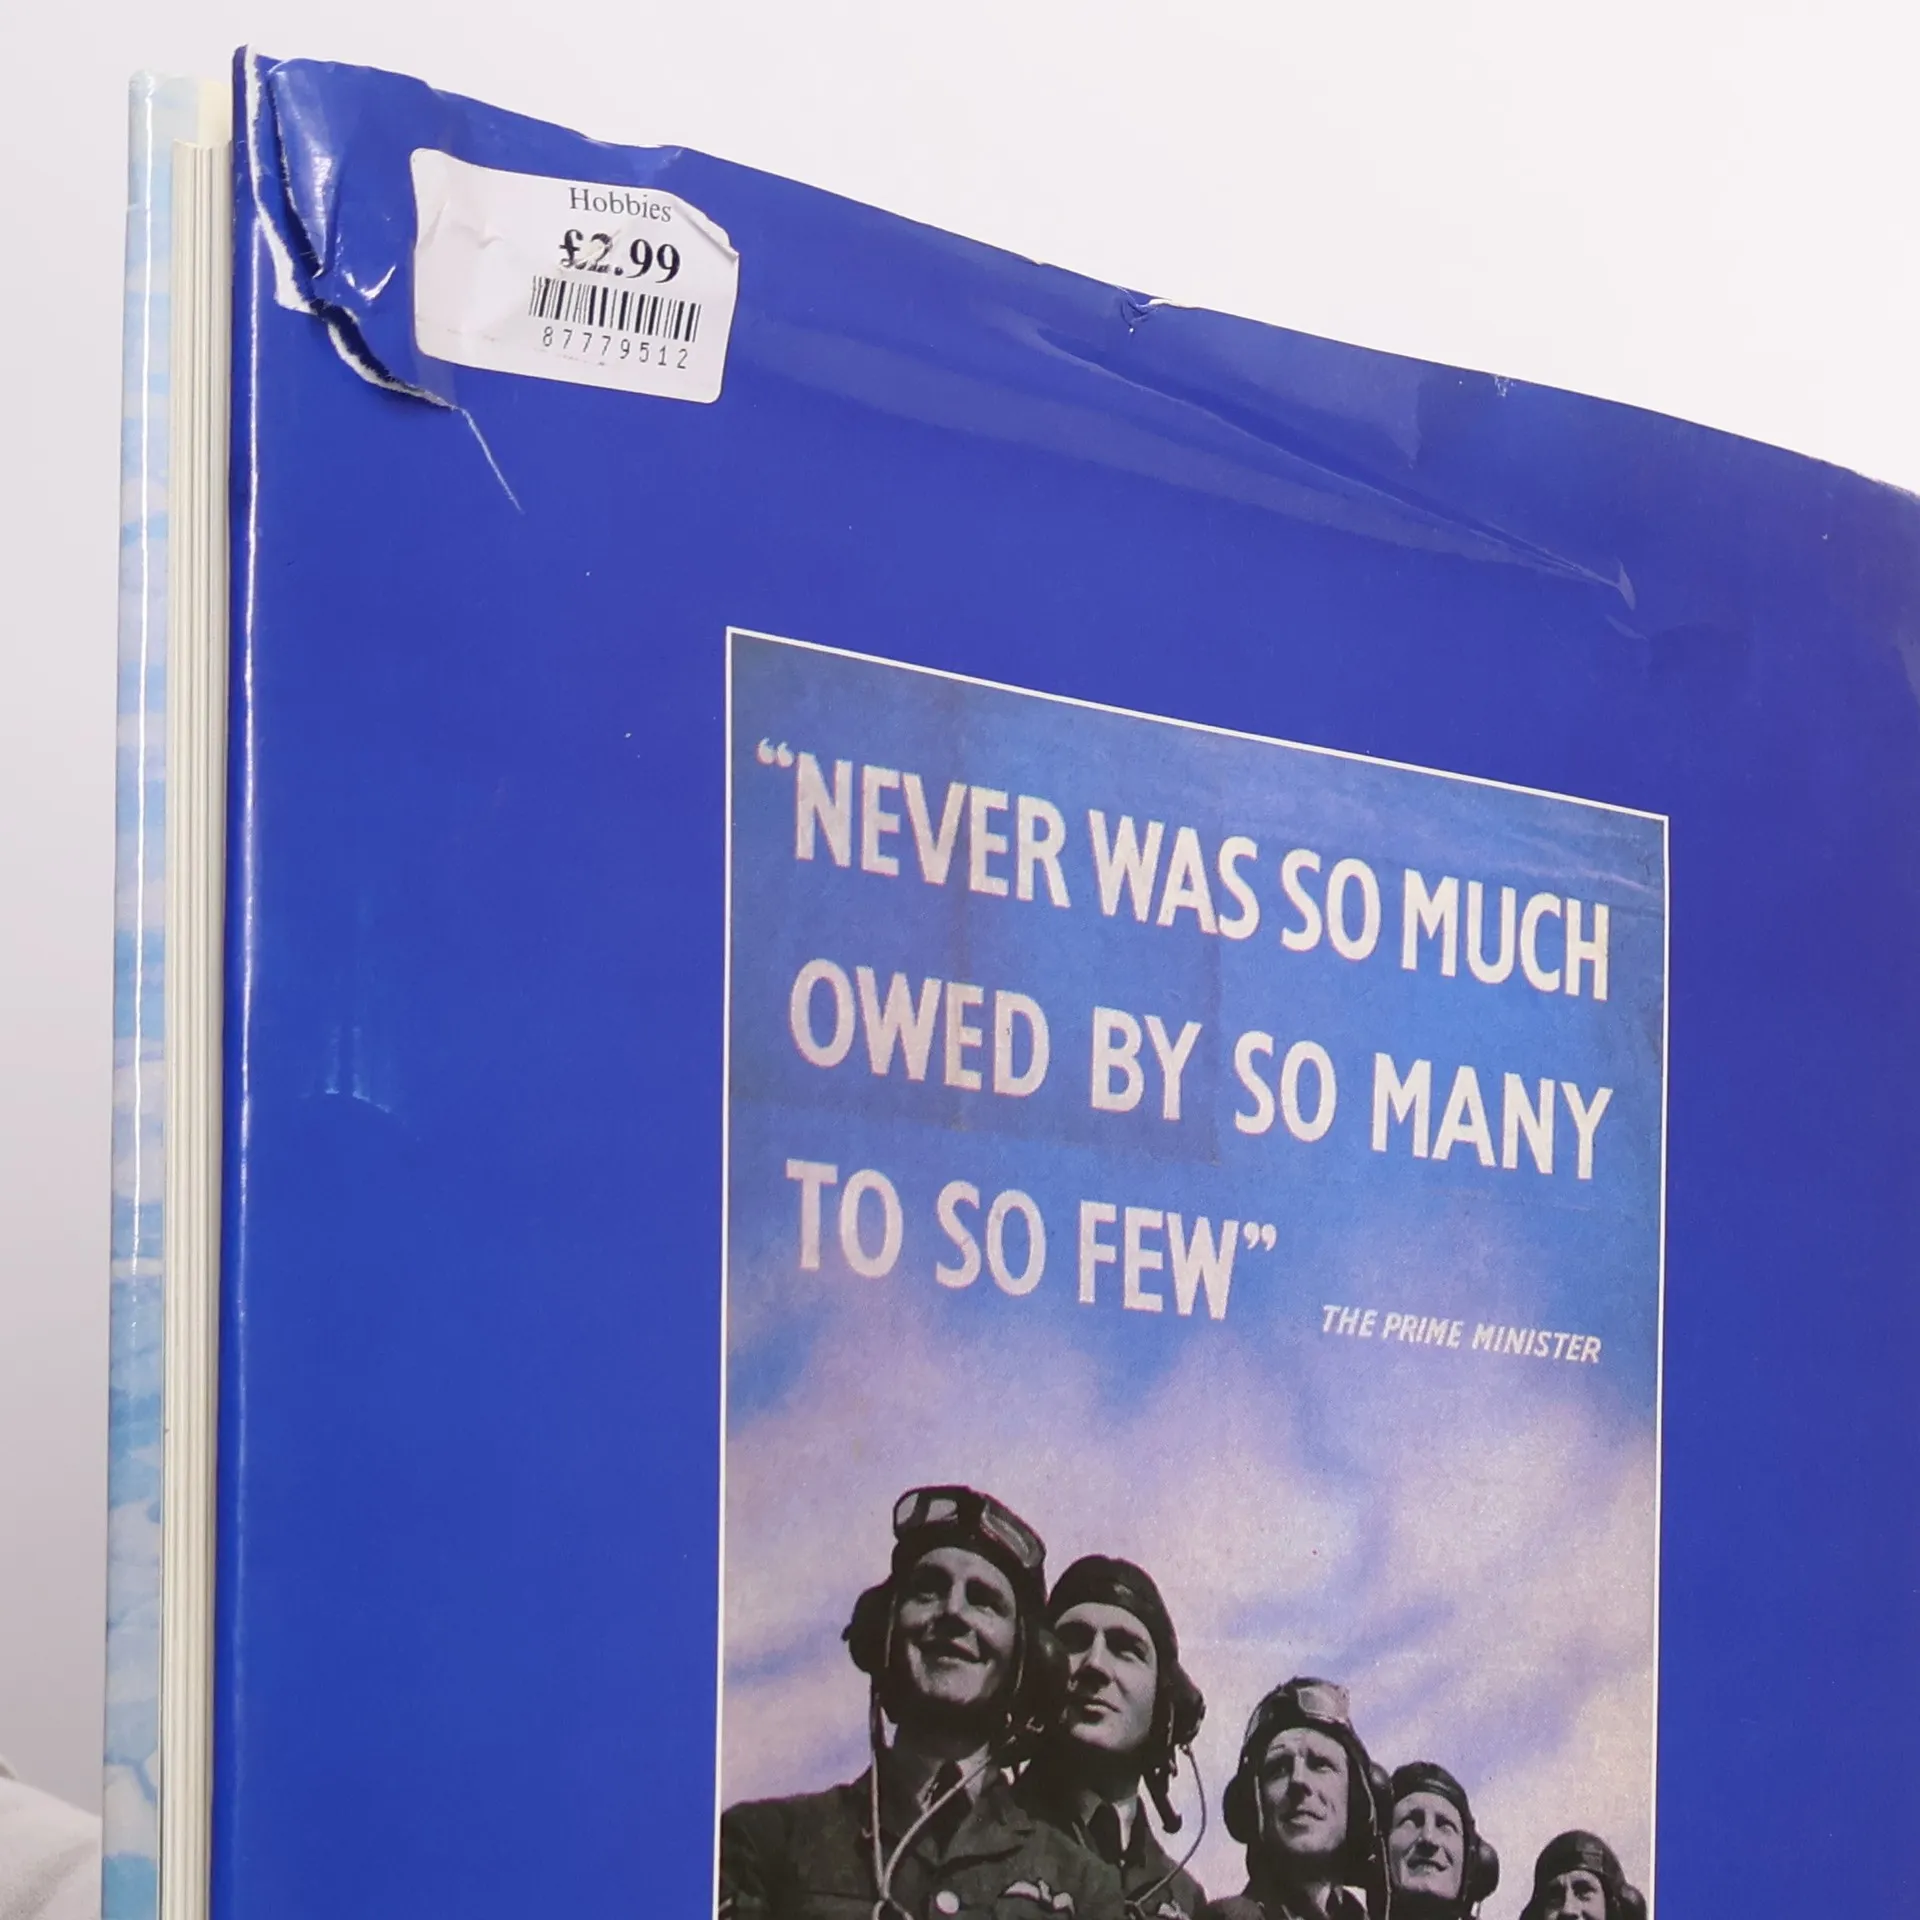 Hobbies
£2.99
87779512
“NEVER WAS SO MUCH
OWED BY SO MANY
TO SO FEW”
THE PRIME MINISTER